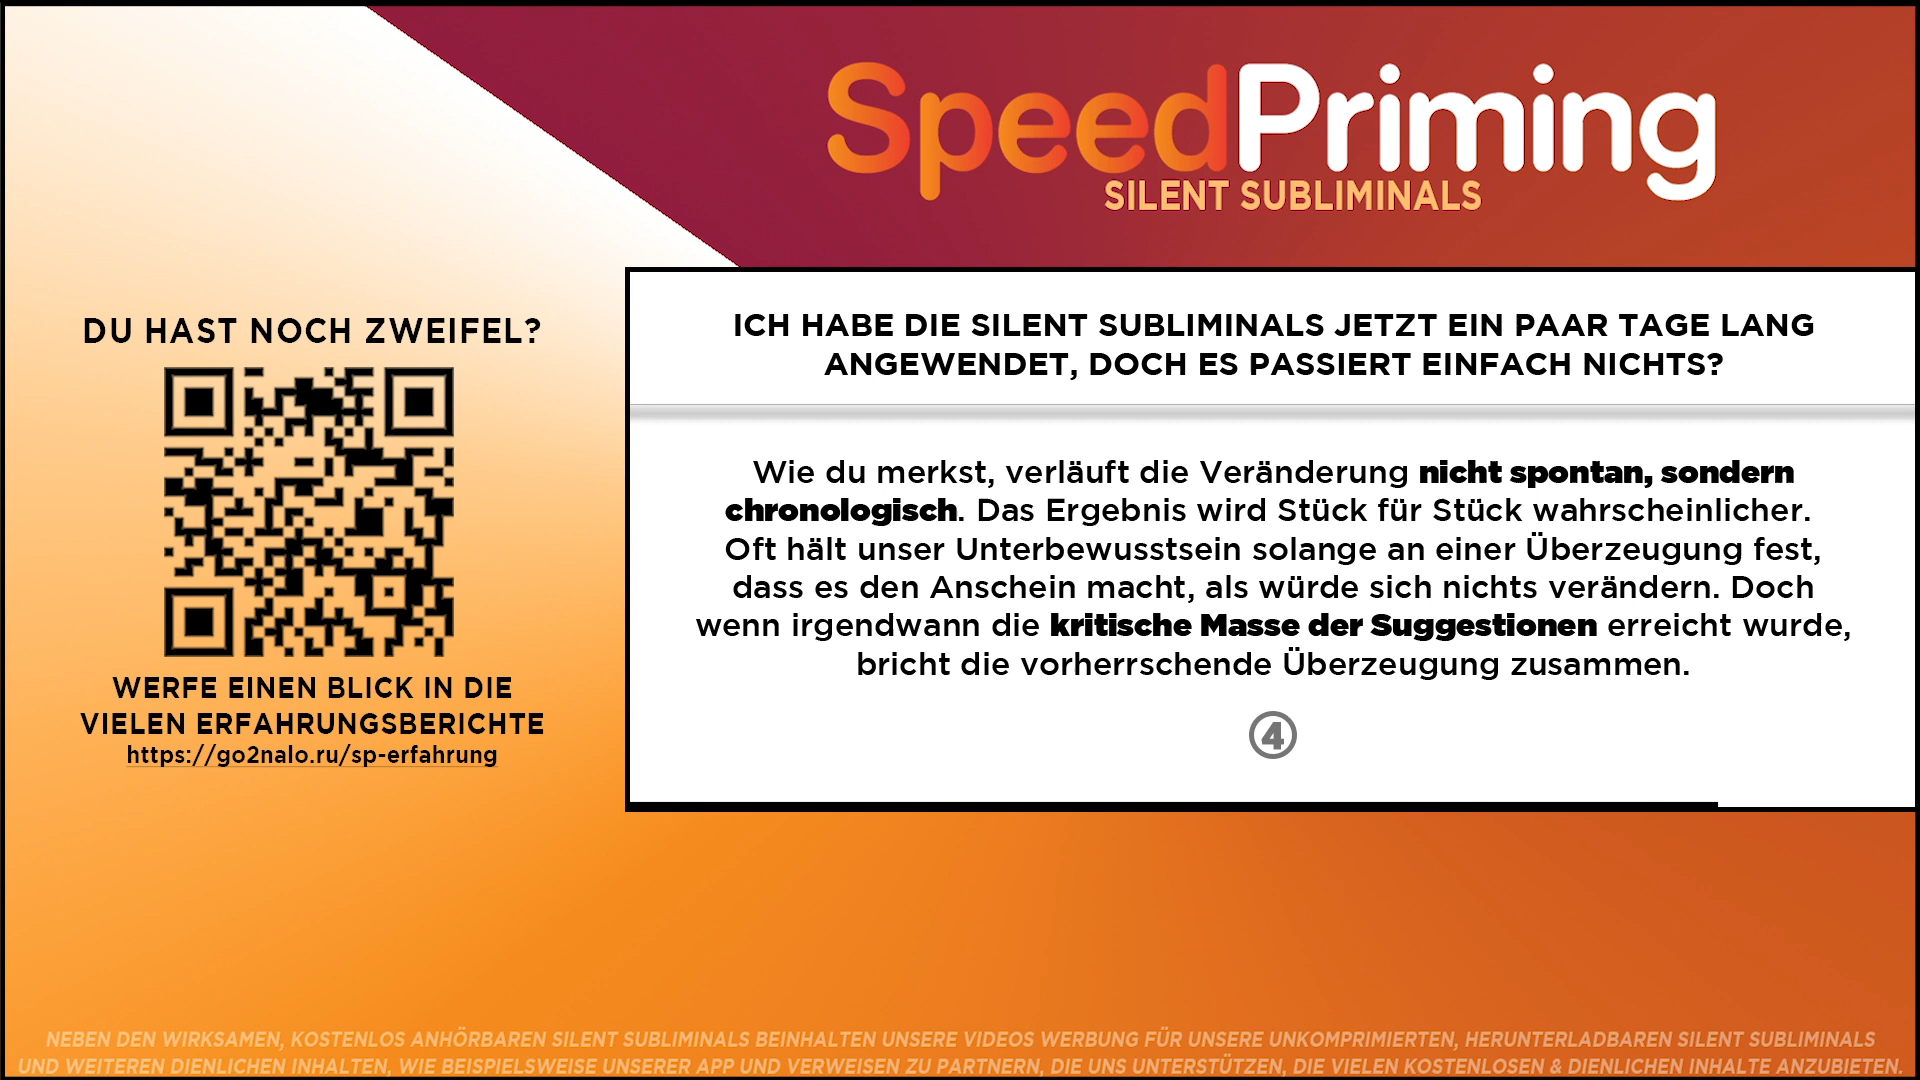 SpeedPriming
SILENT SUBLIMINALS
DU HAST NOCH ZWEIFEL?
WERFE EINEN BLICK IN DIE
VIELEN ERFAHRUNGSBERICHTE
https://go2nalo.ru/sp-erfahrung
ICH HABE DIE SILENT SUBLIMINALS JETZT EIN PAAR TAGE LANG
ANGEWENDET, DOCH ES PASSIERT EINFACH NICHTS?
Wie du merkst, verläuft die Veränderung nicht spontan, sondern
chronologisch. Das Ergebnis wird Stück für Stück wahrscheinlicher.
Oft hält unser Unterbewusstsein solange an einer Überzeugung fest,
dass es den Anschein macht, als würde sich nichts verändern. Doch
wenn irgendwann die kritische Masse der Suggestionen erreicht wurde,
bricht die vorherrschende Überzeugung zusammen.
4
NEBEN DEN WIRKSAMEN, KOSTENLOS ANHÖRBAREN SILENT SUBLIMINALS BEINHALTEN UNSERE VIDEOS WERBUNG FÜR UNSERE UNKOMPRIMIERTEN, HERUNTERLADBAREN SILENT SUBLIMINALS
UND WEITEREN DIENLICHEN INHALTEN, WIE BEISPIELSWEISE UNSERER APP UND VERWEISEN ZU PARTNERN, DIE UNS UNTERSTÜTZEN, DIE VIELEN KOSTENLOSEN & DIENLICHEN INHALTE ANZUBIETEN.